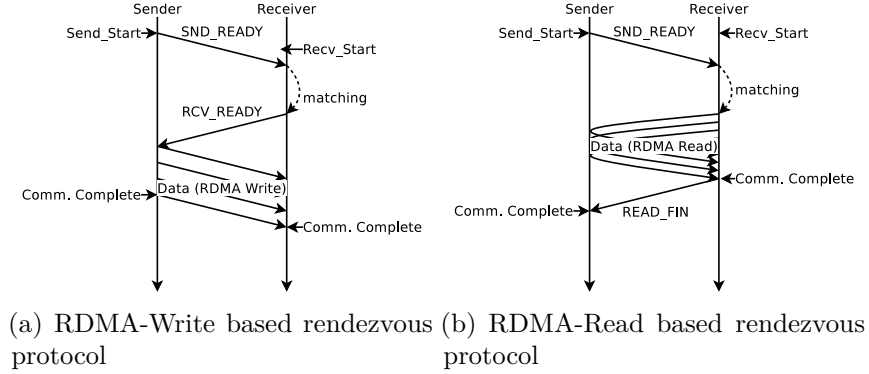 Sender
Receiver
Send_Start
SND_READY
Recv_Start
matching
RCV_READY
Data (RDMA Write)
Comm. Complete
Comm. Complete
(a) RDMA-Write based rendezvous
protocol
Sender
Receiver
Send_Start
SND_READY
Recv_Start
matching
Data (RDMA Read)
Comm. Complete
Comm. Complete
READ_FIN
(b) RDMA-Read based rendezvous
protocol